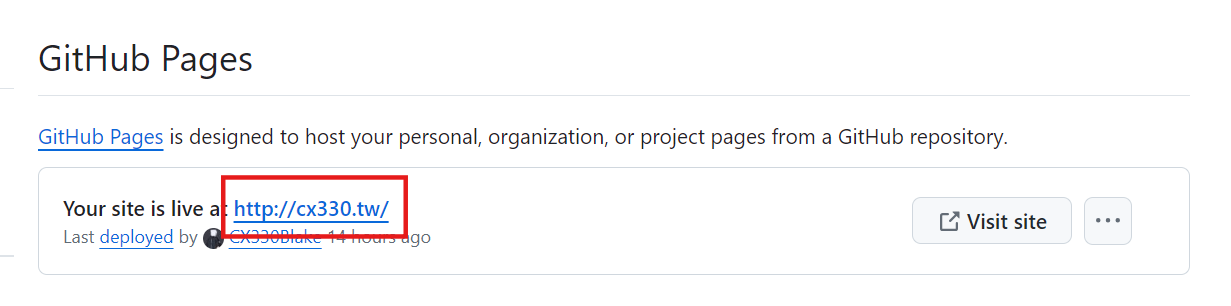 GitHub Pages
GitHub Pages is designed to host your personal, organization, or project pages from a GitHub repository.
Your site is live at http://cx330.tw/
Visit site
Last deployed by CX330Blake 14 hours ago